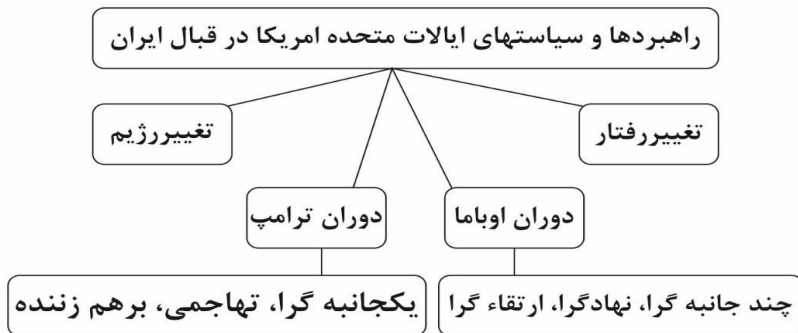 راهبردها و سیاستهای ایالات متحده امریکا در قبال ایران
تغییررفتار
تغییررژیم
دوران اوباما
دوران ترامپ
چند جانبه گرا، نهادگرا، ارتقاء گرا
یکجانبه گرا، تهاجمی، برهم زننده